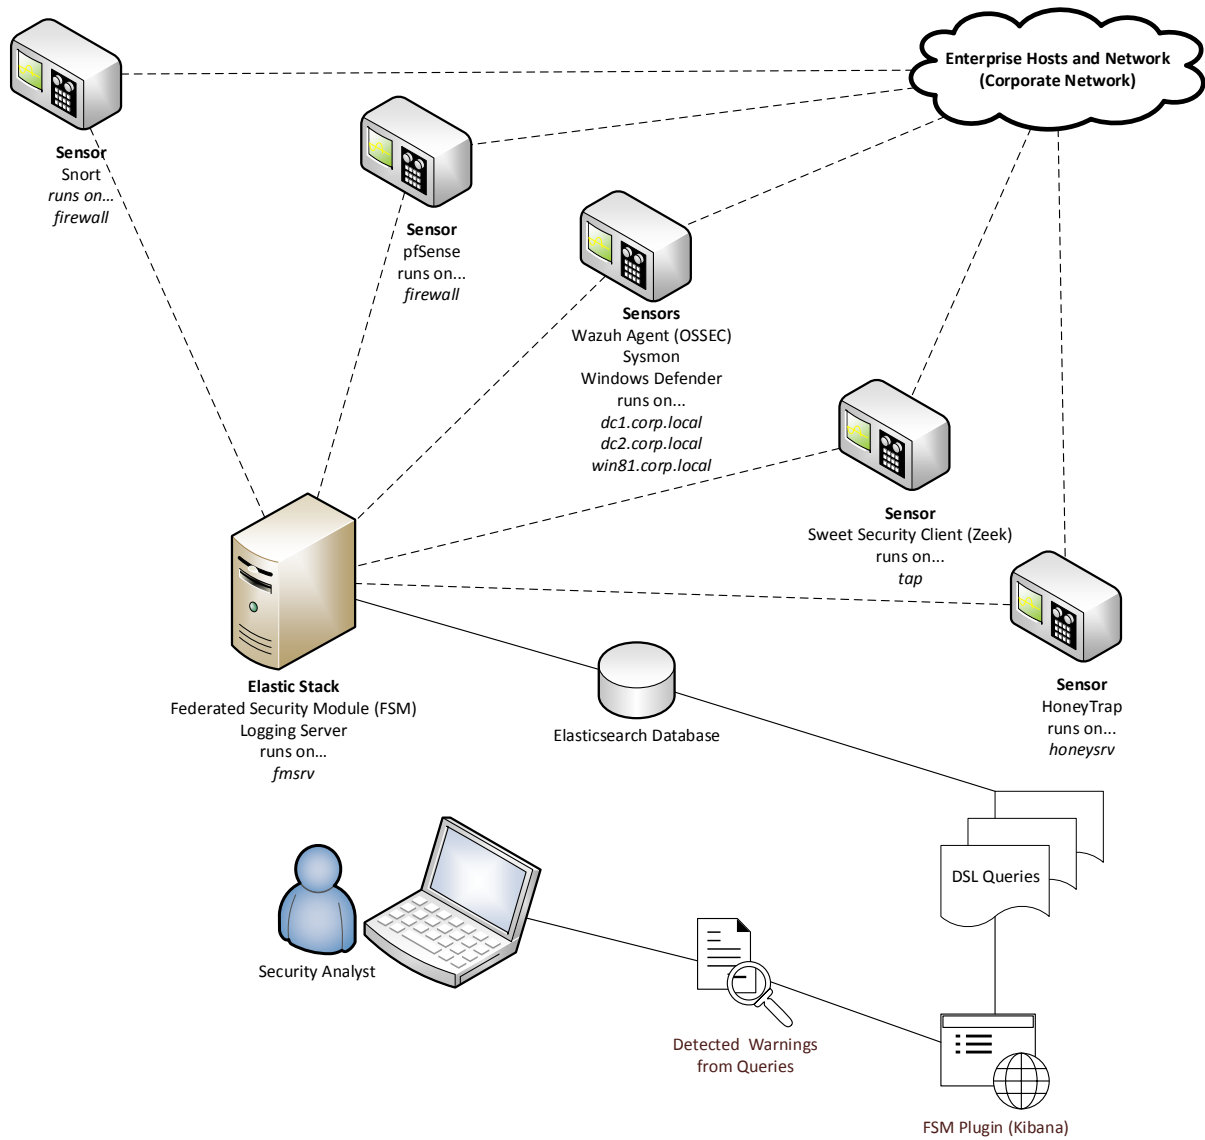 Enterprise Hosts and Network
(Corporate Network)
Sensor
Snort
runs on...
firewall
Sensor
pfSense
runs on...
firewall
Sensors
Wazuh Agent (OSSEC)
Sysmon
Windows Defender
runs on...
dc1.corp.local
dc2.corp.local
win81.corp.local
Sensor
Sweet Security Client (Zeek)
runs on...
tap
Sensor
HoneyTrap
runs on...
honeysrv
Elastic Stack
Federated Security Module (FSM)
Logging Server
runs on...
fmsrv
Elasticsearch Database
DSL Queries
Security Analyst
Detected  Warnings
from Queries
FSM Plugin (Kibana)